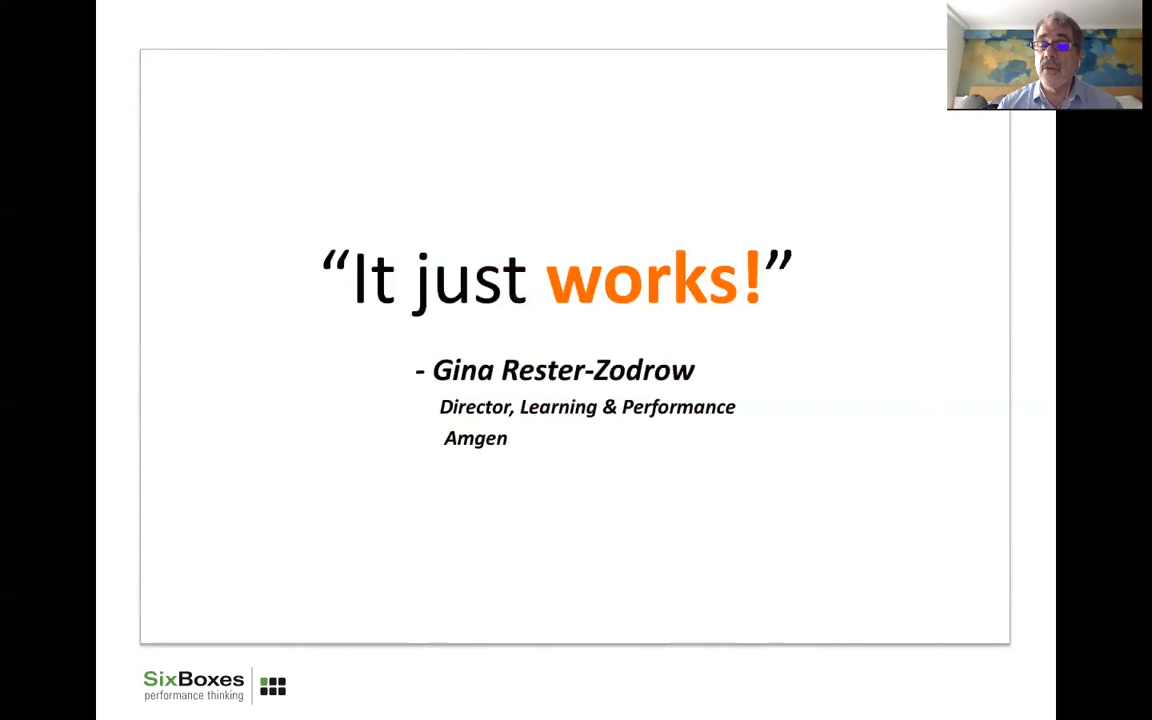 “It just works!”
- Gina Rester-Zodrow
Director, Learning & Performance
Amgen
SixBoxes
performance thinking